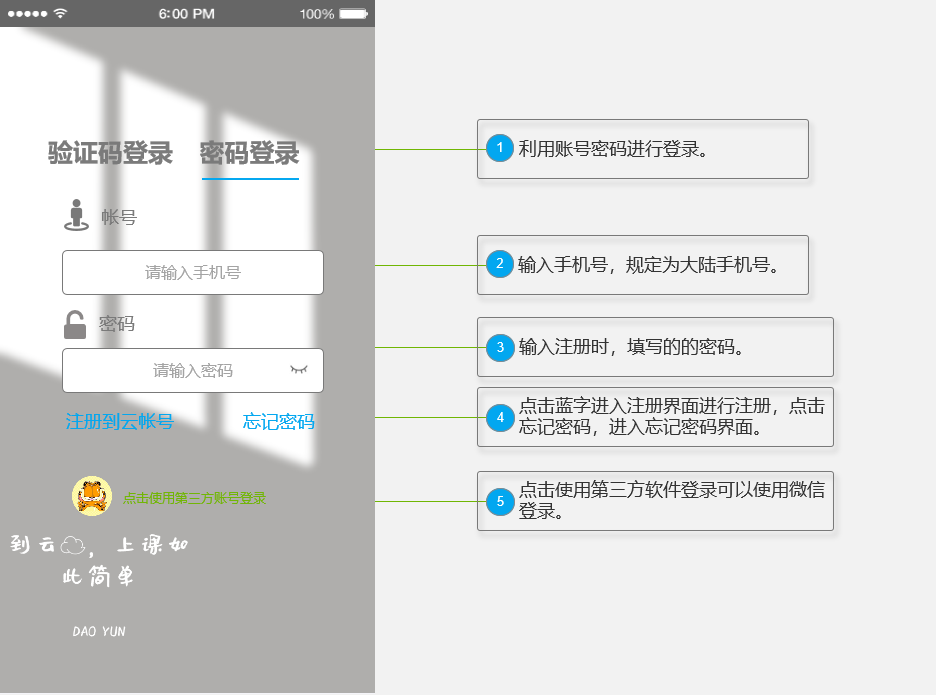 6:00 PM 100%
验证码登录 密码登录
帐号
请输入手机号
密码
请输入密码
注册到云帐号 忘记密码
点击使用第三方账号登录
到云，上课如
此简单
DAO YUN
1 利用账号密码进行登录。
2 输入手机号，规定为大陆手机号。
3 输入注册时，填写的的密码。
4 点击蓝字进入注册界面进行注册，点击
忘记密码，进入忘记密码界面。
5 点击使用第三方软件登录可以使用微信
登录。